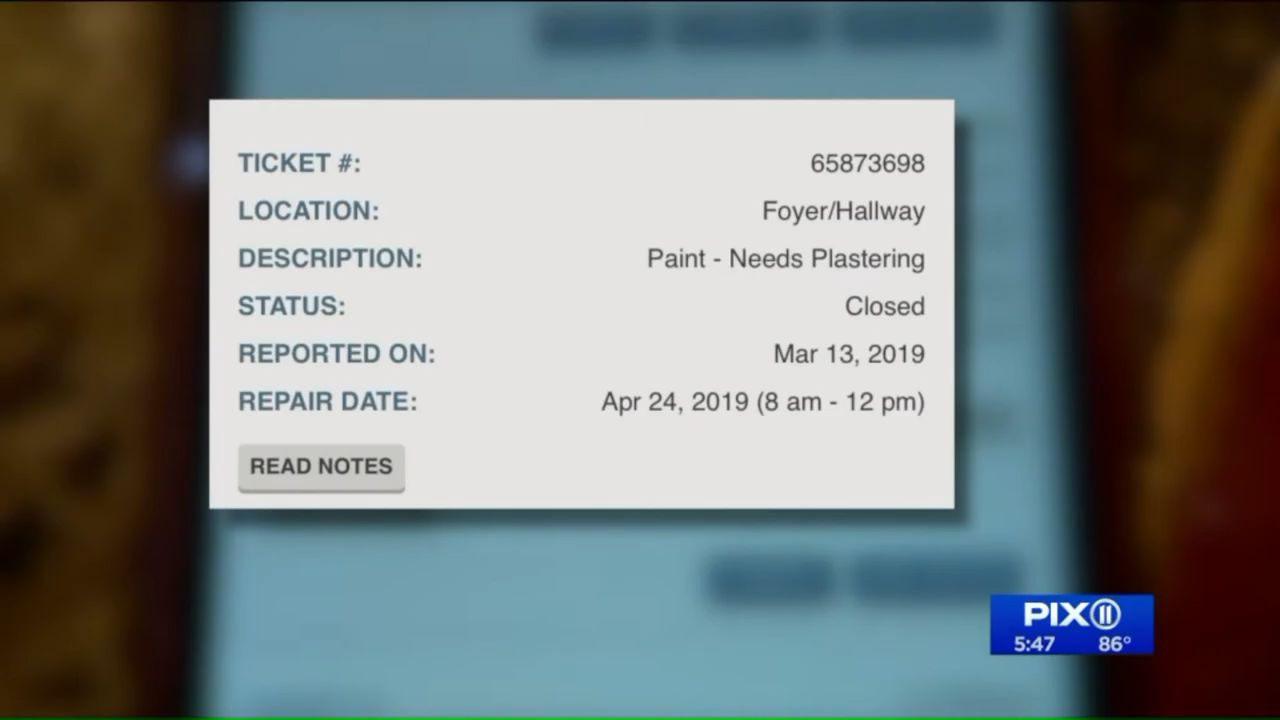 TICKET #: 65873698
LOCATION: Foyer/Hallway
DESCRIPTION: Paint - Needs Plastering
STATUS: Closed
REPORTED ON: Mar 13, 2019
REPAIR DATE: Apr 24, 2019 (8 am - 12 pm)
READ NOTES
PIX11
5:47 86°